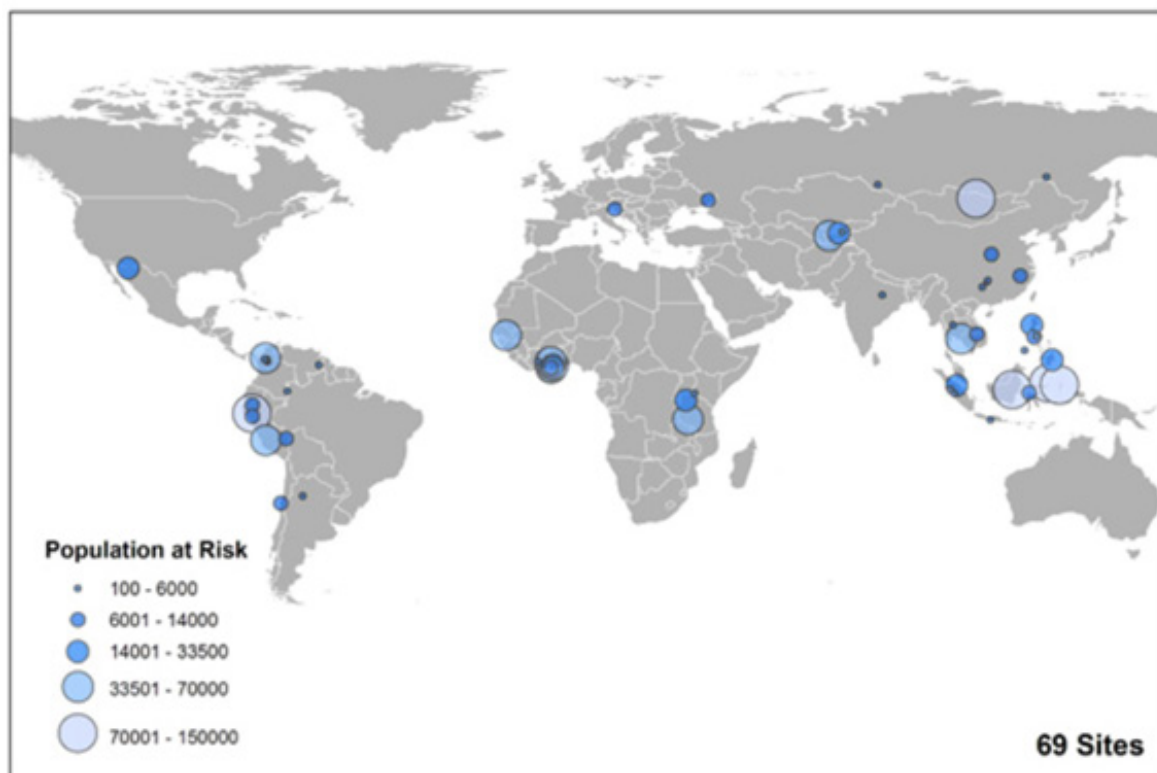 Population at Risk
100 - 6000
6001 - 14000
14001 - 33500
33501 - 70000
70001 - 150000
69 Sites